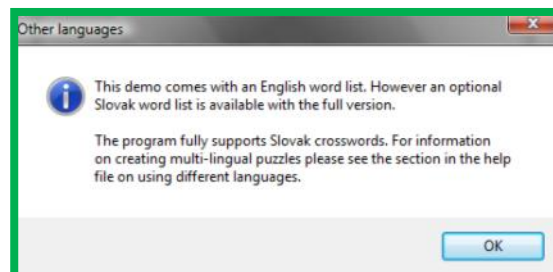 Other languages
This demo comes with an English word list. However an optional
Slovak word list is available with the full version.
The program fully supports Slovak crosswords. For information
on creating multi-lingual puzzles please see the section in the help
file on using different languages.
OK